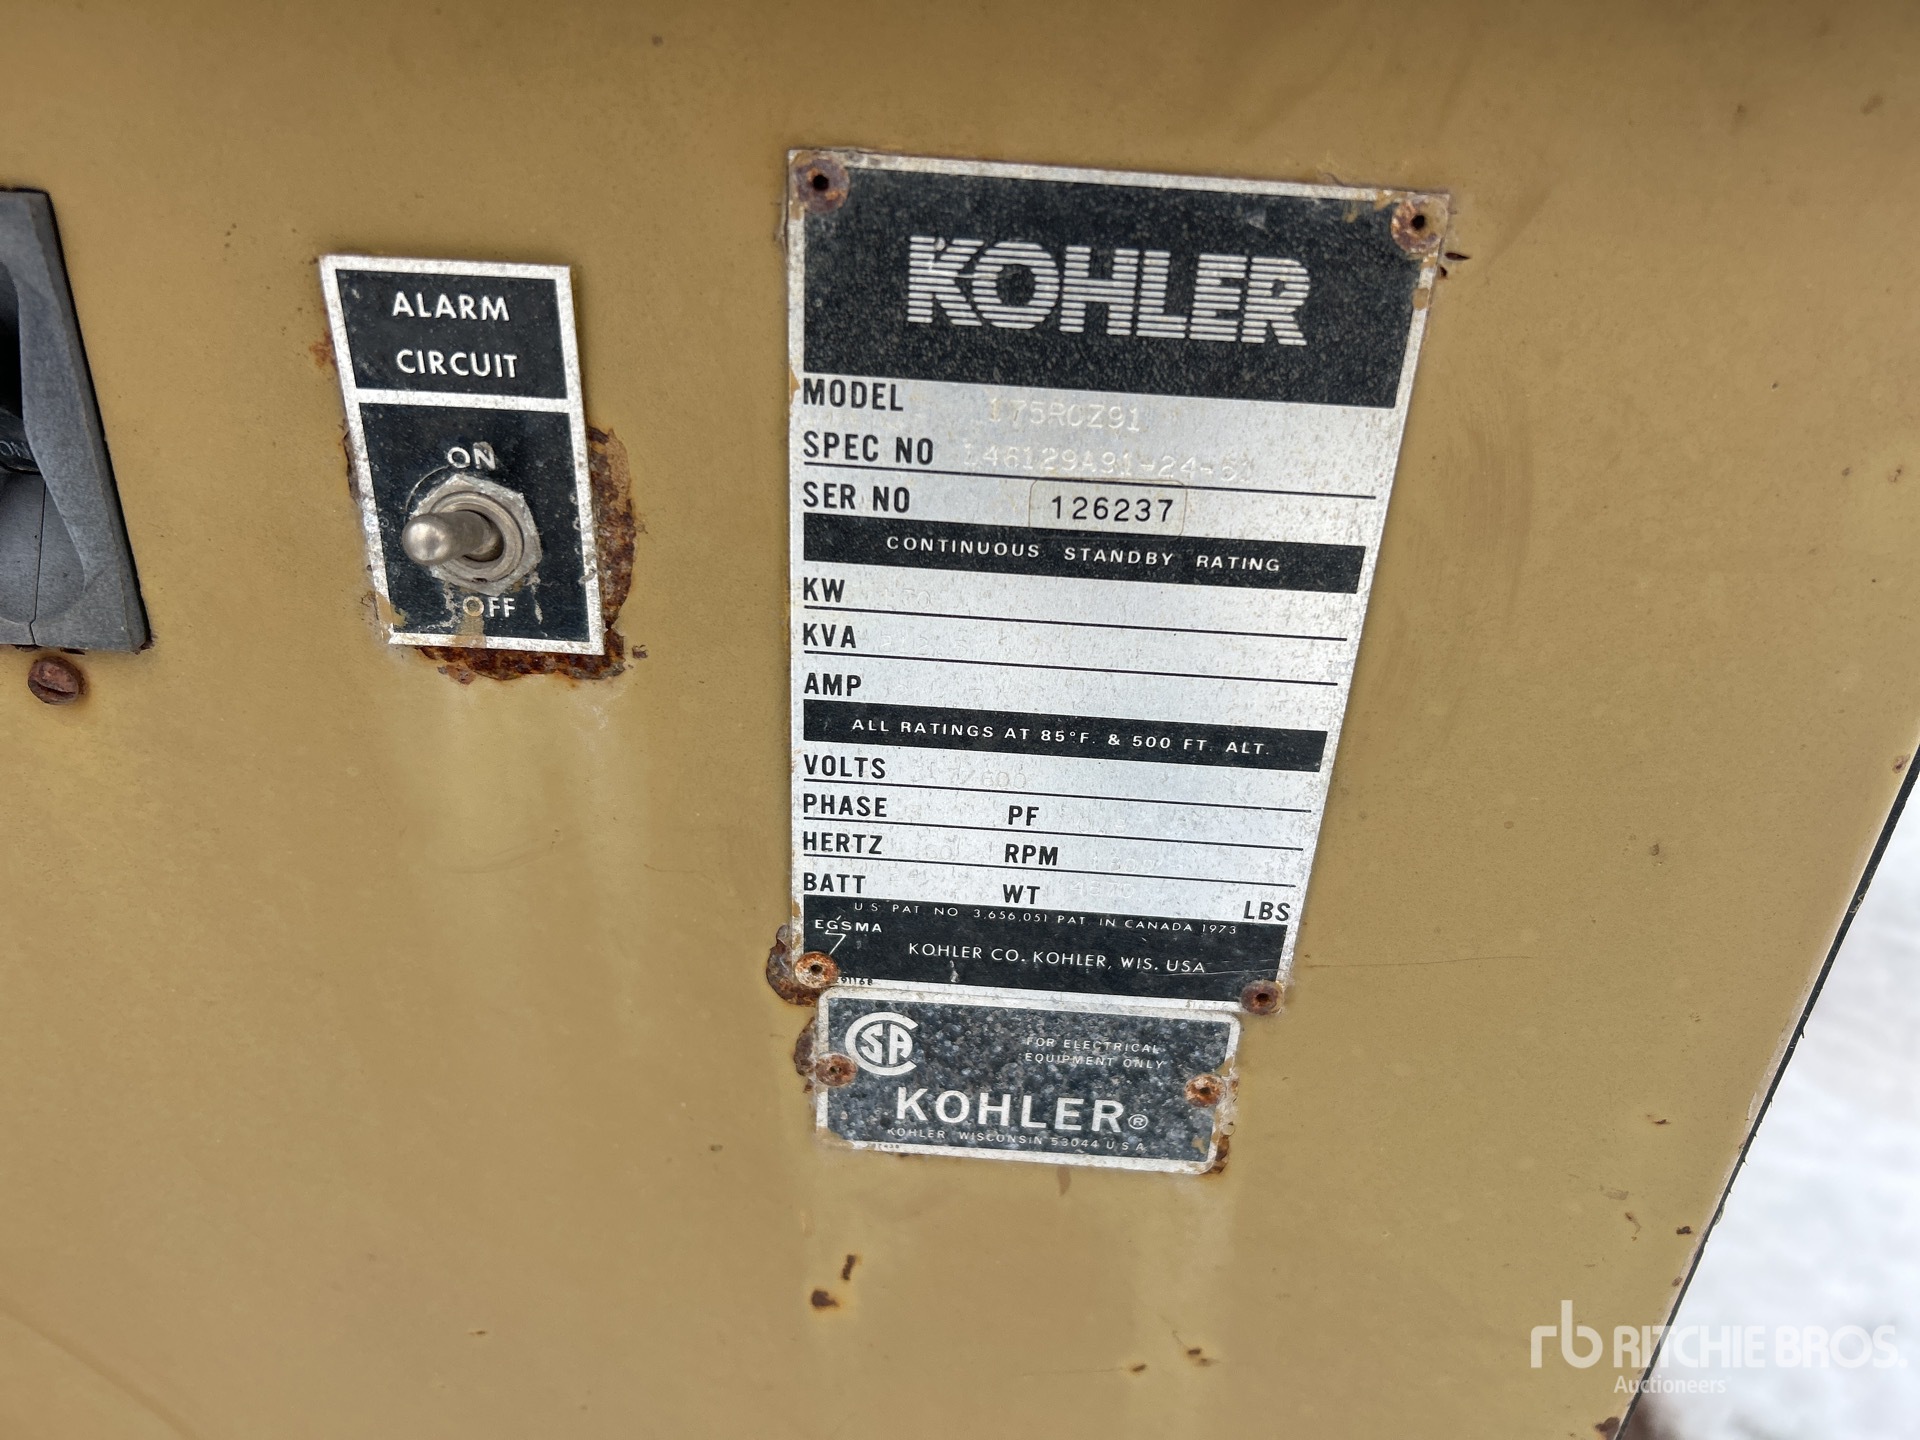 ON
ALARM
CIRCUIT
ON
OFF
KOHLER
MODEL 175ROZ91
SPEC NO
SER NO 126237
CONTINUOUS STANDBY RATING
KW
KVA
AMP
ALL RATINGS AT 85°F. & 500 FT. ALT.
VOLTS
PHASE PF
HERTZ RPM
BATT WT LBS
U.S. PAT. NO. 3,656,051 PAT. IN CANADA 1973
EGSMA
KOHLER CO. KOHLER, WIS. USA
CSA
FOR ELECTRICAL
EQUIPMENT ONLY
KOHLER®
KOHLER WISCONSIN 53044 U S A
rb RITCHIE BROS.
Auctioneers